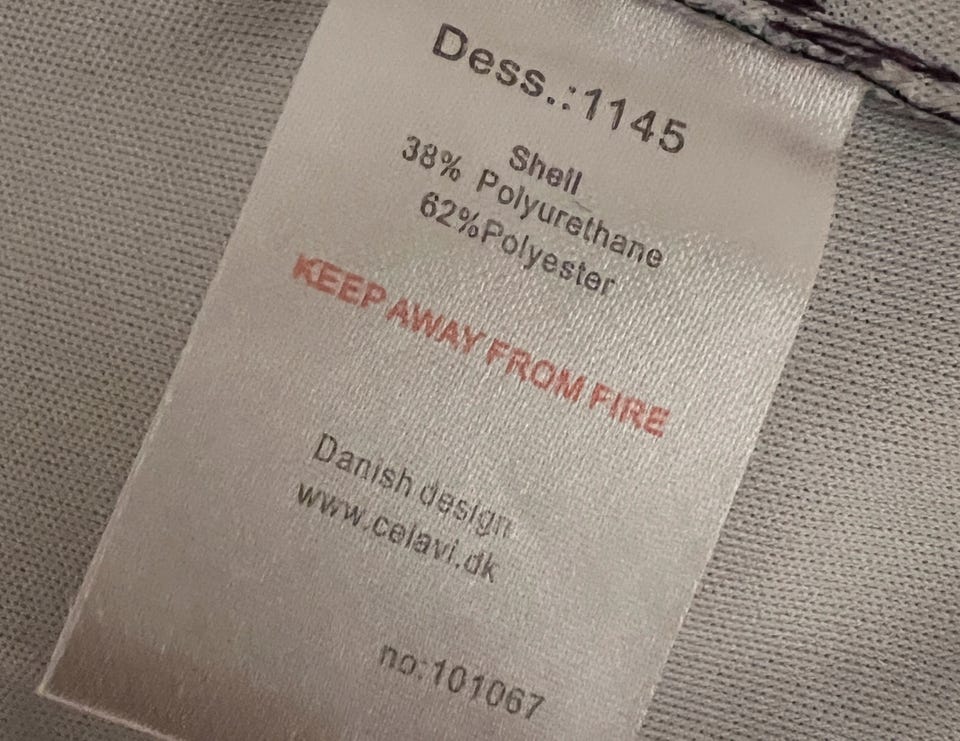 Dess.:1145
Shell
38% Polyurethane
62%Polyester
KEEP AWAY FROM FIRE
Danish design
www.celavi.dk
no:101067